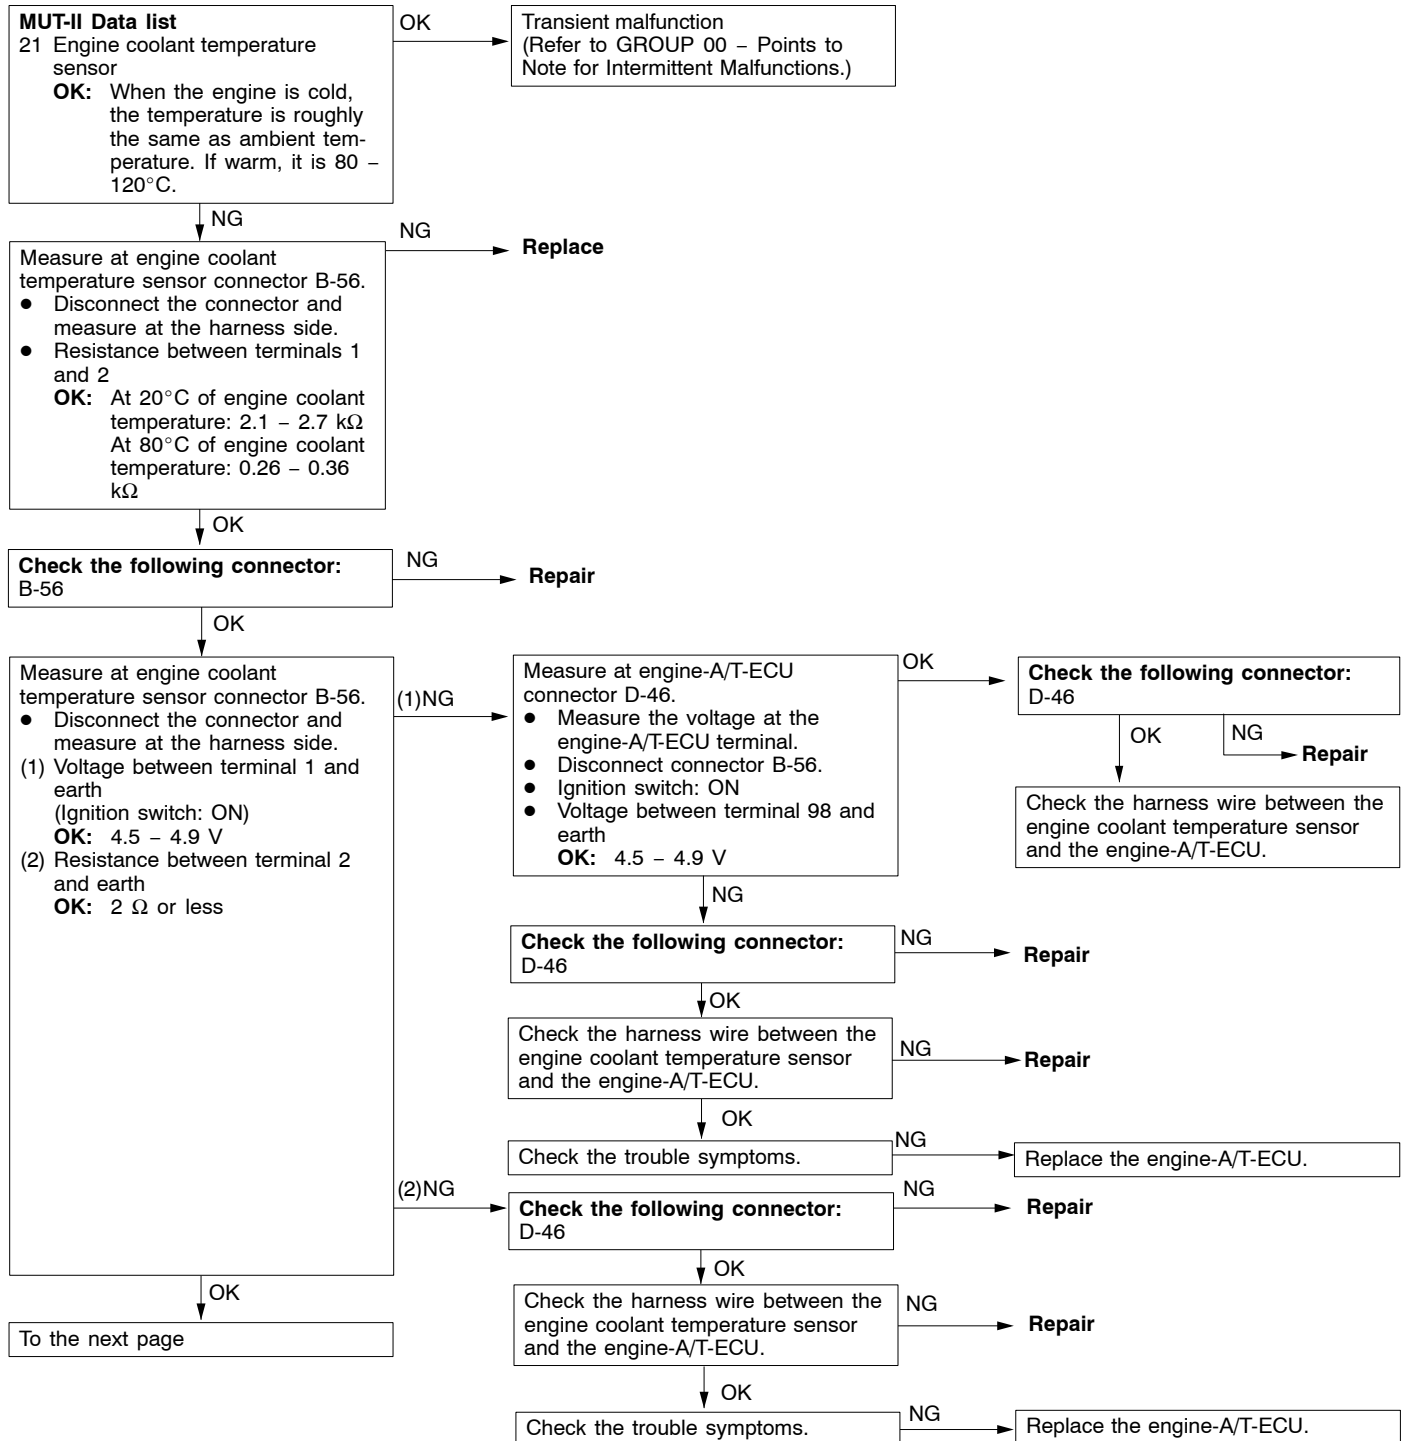 MUT-II Data list
21 Engine coolant temperature
sensor
OK: When the engine is cold,
the temperature is roughly
the same as ambient tem-
perature. If warm, it is 80 –
120°C.
OK
Transient malfunction
(Refer to GROUP 00 – Points to
Note for Intermittent Malfunctions.)
NG
Measure at engine coolant
temperature sensor connector B-56.
● Disconnect the connector and
measure at the harness side.
● Resistance between terminals 1
and 2
OK: At 20°C of engine coolant
temperature: 2.1 – 2.7 kΩ
At 80°C of engine coolant
temperature: 0.26 – 0.36
kΩ
NG
Replace
OK
Check the following connector:
B-56
NG
Repair
OK
Measure at engine coolant
temperature sensor connector B-56.
● Disconnect the connector and
measure at the harness side.
(1) Voltage between terminal 1 and
earth
(Ignition switch: ON)
OK: 4.5 – 4.9 V
(2) Resistance between terminal 2
and earth
OK: 2 Ω or less
(1)NG
Measure at engine-A/T-ECU
connector D-46.
● Measure the voltage at the
engine-A/T-ECU terminal.
● Disconnect connector B-56.
● Ignition switch: ON
● Voltage between terminal 98 and
earth
OK: 4.5 – 4.9 V
OK
Check the following connector:
D-46
OK
NG
Repair
Check the harness wire between the
engine coolant temperature sensor
and the engine-A/T-ECU.
NG
Check the following connector:
D-46
NG
Repair
OK
Check the harness wire between the
engine coolant temperature sensor
and the engine-A/T-ECU.
NG
Repair
OK
Check the trouble symptoms.
NG
Replace the engine-A/T-ECU.
(2)NG
Check the following connector:
D-46
NG
Repair
OK
Check the harness wire between the
engine coolant temperature sensor
and the engine-A/T-ECU.
NG
Repair
OK
Check the trouble symptoms.
NG
Replace the engine-A/T-ECU.
OK
To the next page